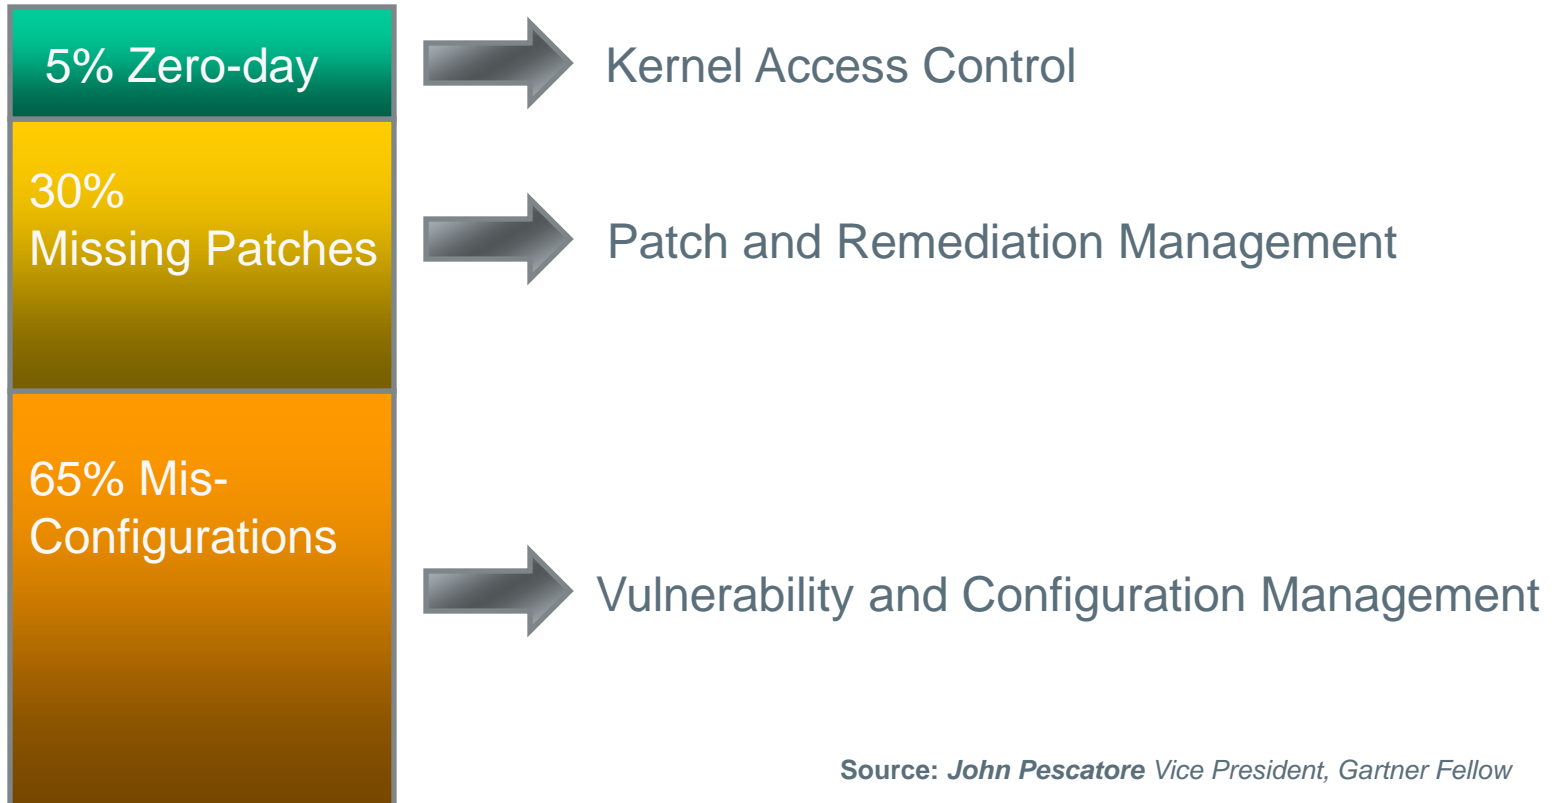 5% Zero-day
Kernel Access Control
30%
Missing Patches
Patch and Remediation Management
65% Mis-
Configurations
Vulnerability and Configuration Management
Source: John Pescatore Vice President, Gartner Fellow